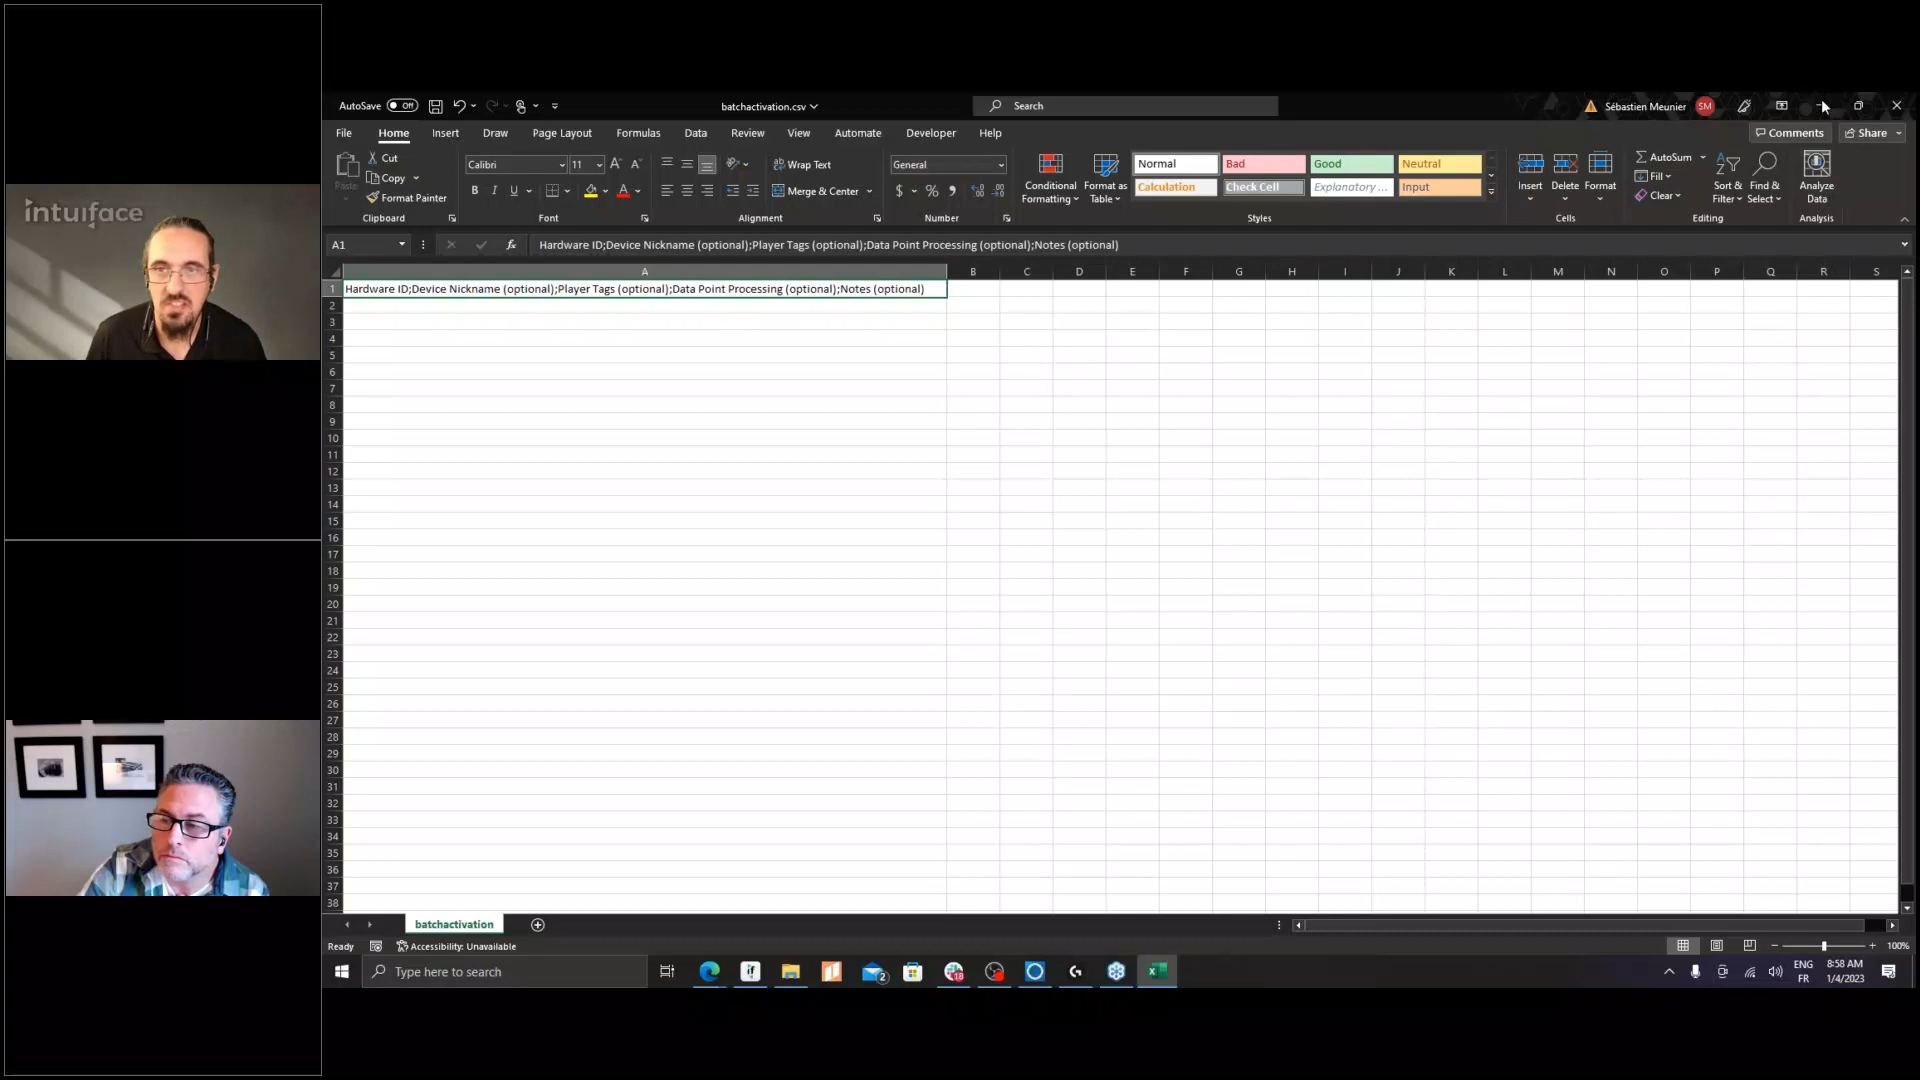 intuiface
AutoSave Off
batchactivation.csv
Search
Sébastien Meunier SM
File Home Insert Draw Page Layout Formulas Data Review View Automate Developer Help
Comments Share
Paste
Cut
Copy
Format Painter
Clipboard
Calibri 11 A A
B I U A
Font
Wrap Text
Merge & Center
Alignment
General
$ % ,
Number
Conditional Formatting
Format as Table
Normal Bad Good Neutral
Calculation Check Cell Explanatory ... Input
Styles
Insert Delete Format
Cells
AutoSum
Fill
Clear
Sort & Filter
Find & Select
Editing
Analyze Data
Analysis
A1 fx Hardware ID;Device Nickname (optional);Player Tags (optional);Data Point Processing (optional);Notes (optional)
A B C D E F G H I J K L M N O P Q R S
1 Hardware ID;Device Nickname (optional);Player Tags (optional);Data Point Processing (optional);Notes (optional)
2
3
4
5
6
7
8
9
10
11
12
13
14
15
16
17
18
19
20
21
22
23
24
25
26
27
28
29
30
31
32
33
34
35
36
37
38
batchactivation
Ready Accessibility: Unavailable 100%
Type here to search
if
2
18
ENG
FR
8:58 AM
1/4/2023